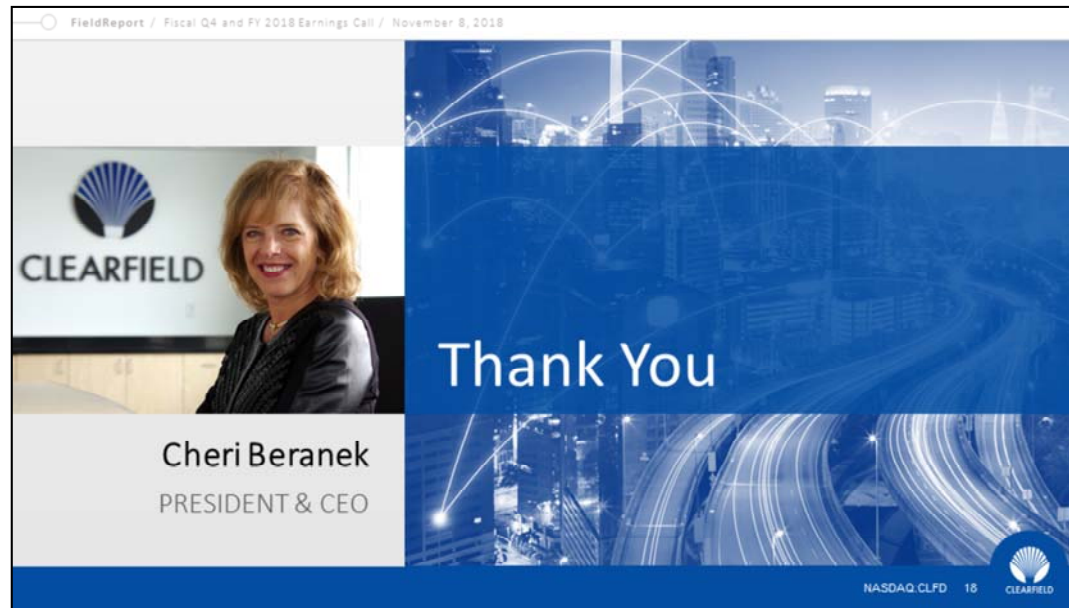 FieldReport / Fiscal Q4 and FY 2018 Earnings Call / November 8, 2018
CLEARFIELD
Thank You
Cheri Beranek
PRESIDENT & CEO
NASDAQ:CLFD 18 CLEARFIELD